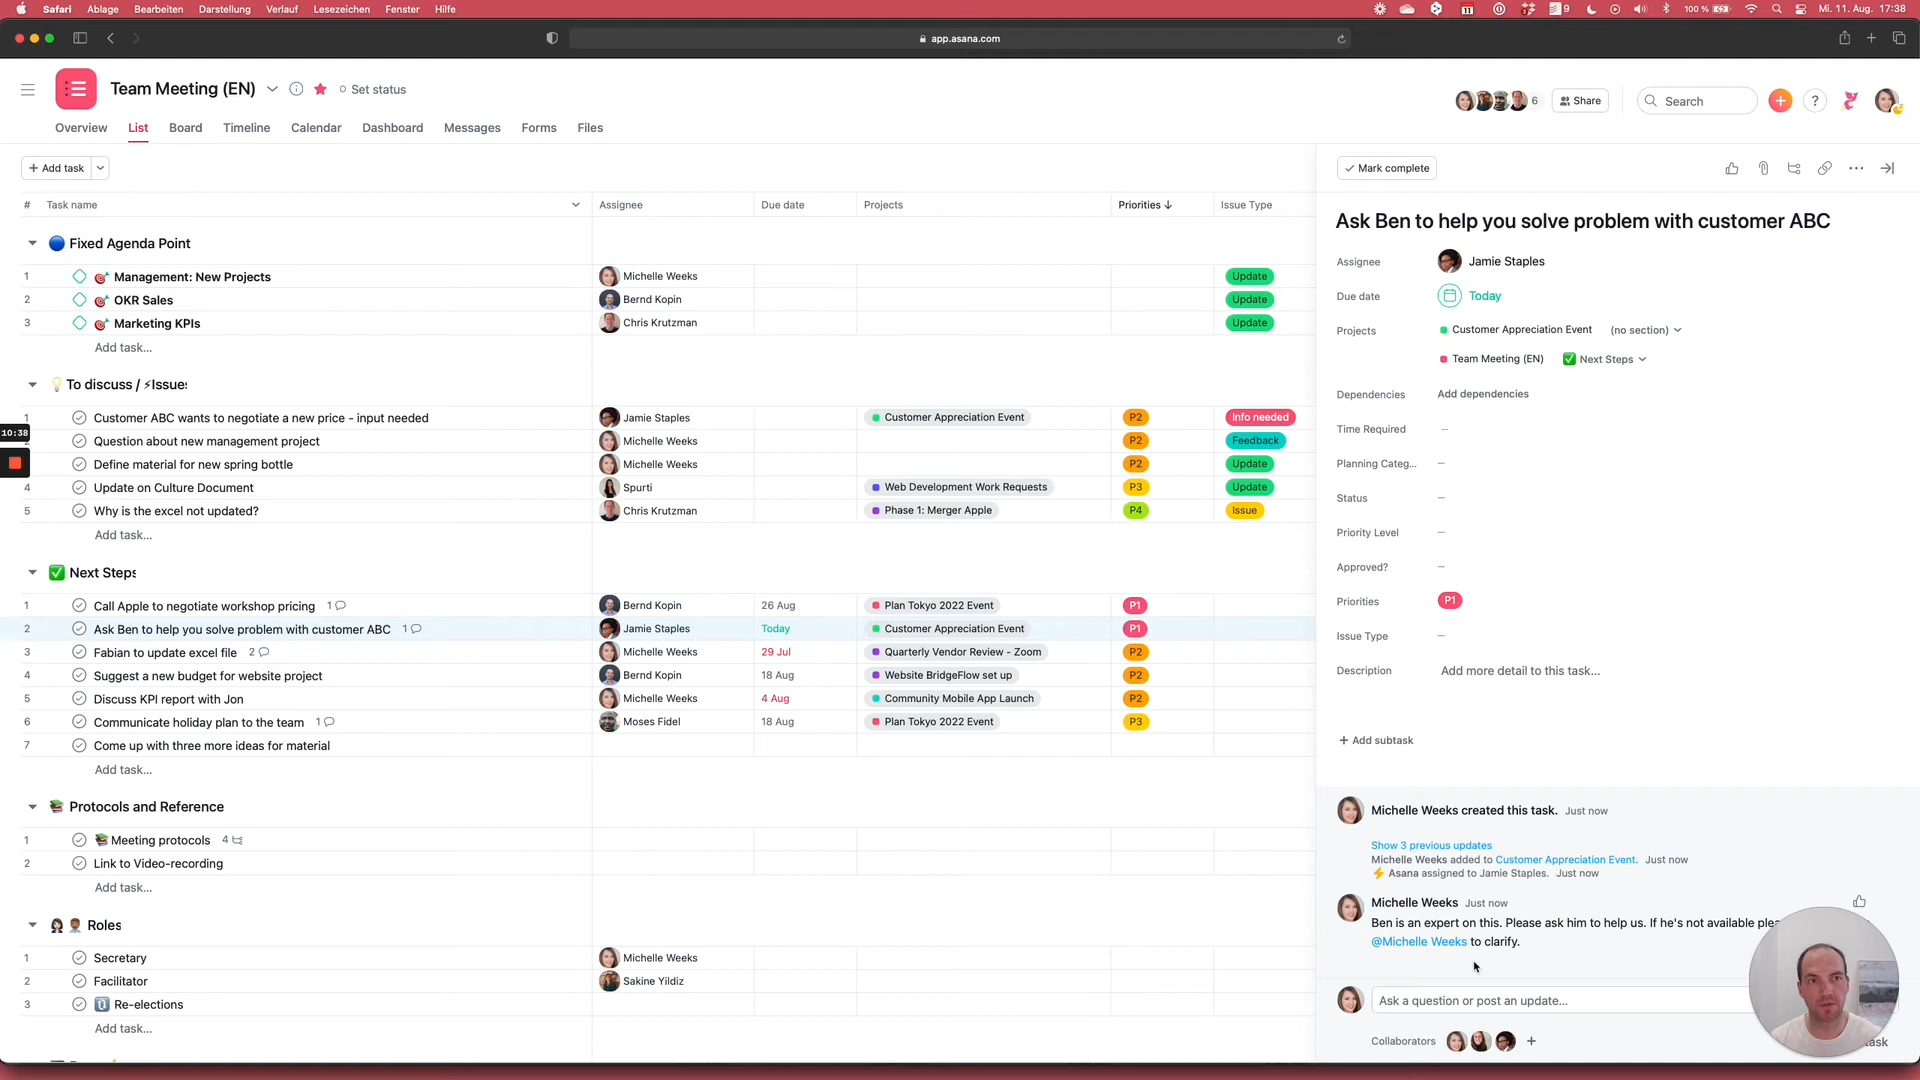 Safari Ablage Bearbeiten Darstellung Verlauf Lesezeichen Fenster Hilfe
9 100 % Mi. 11. Aug. 17:38
app.asana.com
Team Meeting (EN) Set status
6 Share Search ?
Overview List Board Timeline Calendar Dashboard Messages Forms Files
+ Add task
# Task name Assignee Due date Projects Priorities ↓ Issue Type
Fixed Agenda Point
1 Management: New Projects Michelle Weeks Update
2 OKR Sales Bernd Kopin Update
3 Marketing KPIs Chris Krutzman Update
Add task...
To discuss / ⚡Issues
1 Customer ABC wants to negotiate a new price - input needed Jamie Staples Customer Appreciation Event P2 Info needed
10:38
2 Question about new management project Michelle Weeks P2 Feedback
Define material for new spring bottle Michelle Weeks P2 Update
4 Update on Culture Document Spurti Web Development Work Requests P3 Update
5 Why is the excel not updated? Chris Krutzman Phase 1: Merger Apple P4 Issue
Add task...
Next Steps
1 Call Apple to negotiate workshop pricing 1 Bernd Kopin 26 Aug Plan Tokyo 2022 Event P1
2 Ask Ben to help you solve problem with customer ABC 1 Jamie Staples Today Customer Appreciation Event P1
3 Fabian to update excel file 2 Michelle Weeks 29 Jul Quarterly Vendor Review - Zoom P2
4 Suggest a new budget for website project Bernd Kopin 18 Aug Website BridgeFlow set up P2
5 Discuss KPI report with Jon Michelle Weeks 4 Aug Community Mobile App Launch P2
6 Communicate holiday plan to the team 1 Moses Fidel 18 Aug Plan Tokyo 2022 Event P3
7 Come up with three more ideas for material
Add task...
Protocols and Reference
1 Meeting protocols 4
2 Link to Video-recording
Add task...
Roles
1 Secretary Michelle Weeks
2 Facilitator Sakine Yildiz
3 Re-elections
Add task...
Mark complete
Ask Ben to help you solve problem with customer ABC
Assignee Jamie Staples
Due date Today
Projects Customer Appreciation Event (no section)
Team Meeting (EN) Next Steps
Dependencies Add dependencies
Time Required —
Planning Categ... —
Status —
Priority Level —
Approved? —
Priorities P1
Issue Type —
Description Add more detail to this task...
+ Add subtask
Michelle Weeks created this task. Just now
Show 3 previous updates
Michelle Weeks added to Customer Appreciation Event. Just now
Asana assigned to Jamie Staples. Just now
Michelle Weeks Just now
Ben is an expert on this. Please ask him to help us. If he's not available plea
@Michelle Weeks to clarify.
Ask a question or post an update...
Collaborators + task